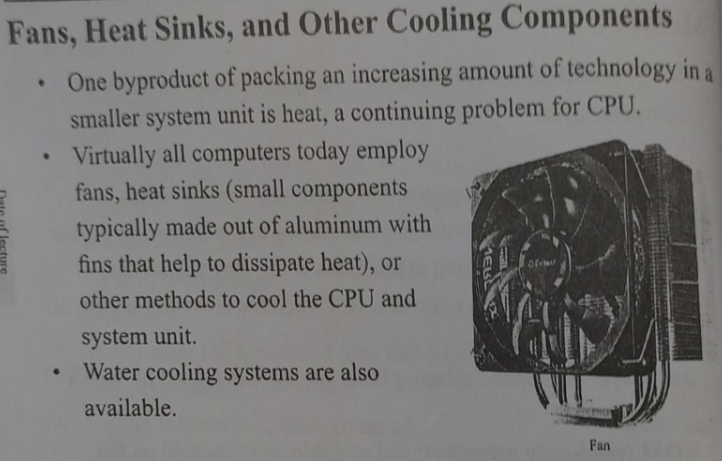 Fans, Heat Sinks, and Other Cooling Components
• One byproduct of packing an increasing amount of technology in a
smaller system unit is heat, a continuing problem for CPU.
• Virtually all computers today employ
fans, heat sinks (small components
typically made out of aluminum with
fins that help to dissipate heat), or
other methods to cool the CPU and
system unit.
• Water cooling systems are also
available.
Fan
Date of lecture